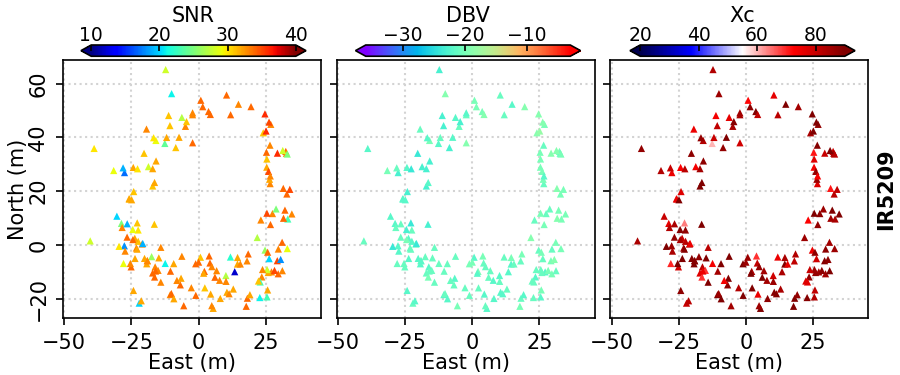 SNR DBV Xc
10 20 30 40 −30 −20 −10 20 40 60 80
60
40
20
0
−20
North (m)
−50 −25 0 25 −50 −25 0 25 −50 −25 0 25
East (m) East (m) East (m)
IR5209